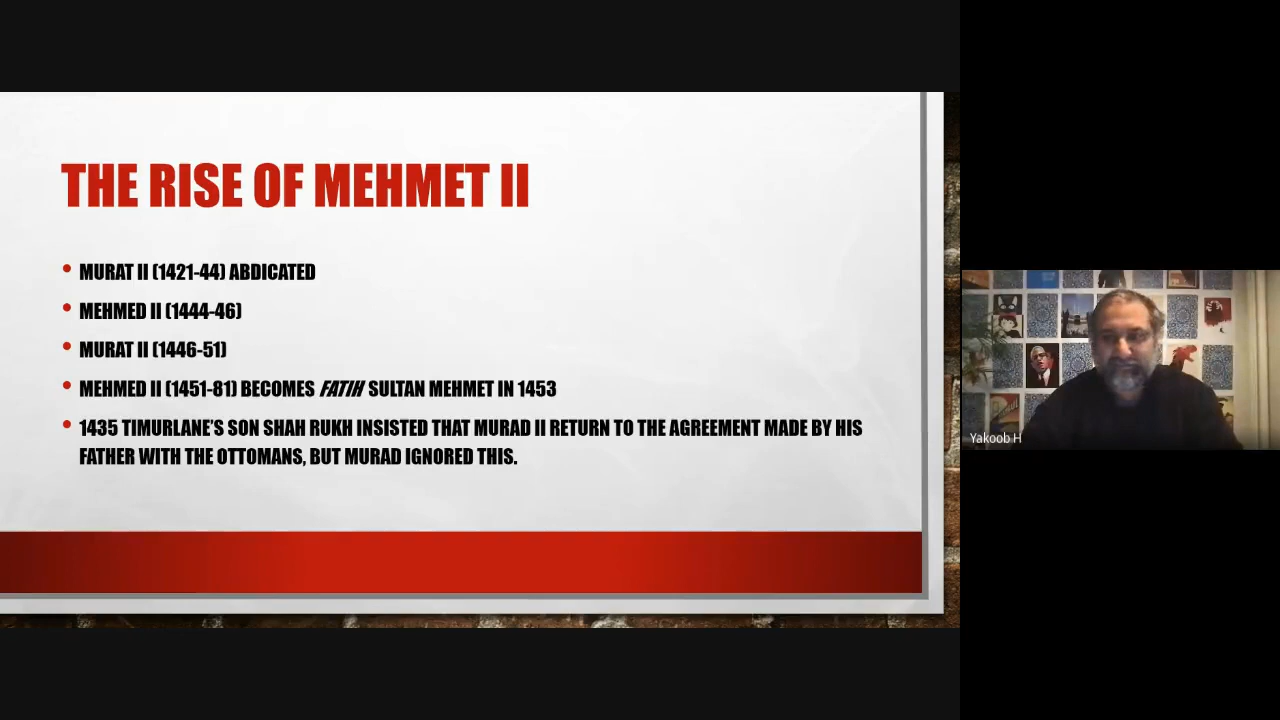 THE RISE OF MEHMET II
• MURAT II (1421-44) ABDICATED
• MEHMED II (1444-46)
• MURAT II (1446-51)
• MEHMED II (1451-81) BECOMES FATIH SULTAN MEHMET IN 1453
• 1435 TIMURLANE'S SON SHAH RUKH INSISTED THAT MURAD II RETURN TO THE AGREEMENT MADE BY HIS
FATHER WITH THE OTTOMANS, BUT MURAD IGNORED THIS.
Yakoob H